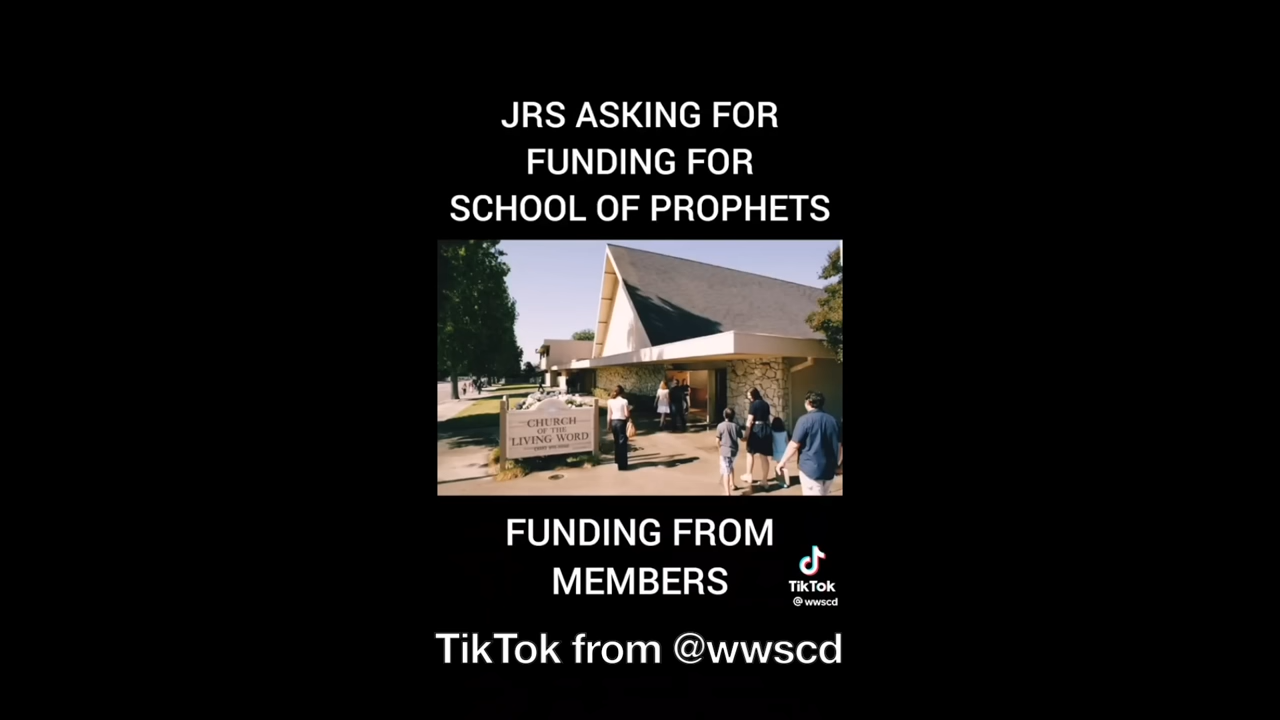 JRS ASKING FOR
FUNDING FOR
SCHOOL OF PROPHETS
CHURCH
OF THE
LIVING WORD
FUNDING FROM
MEMBERS
TikTok
@wwscd
TikTok from @wwscd